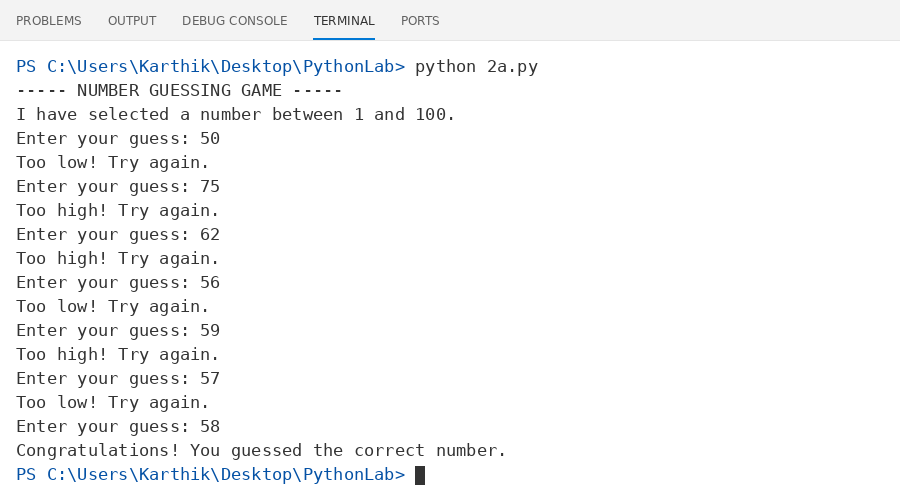 PROBLEMS OUTPUT DEBUG CONSOLE TERMINAL PORTS
PS C:\Users\Karthik\Desktop\PythonLab> python 2a.py
----- NUMBER GUESSING GAME -----
I have selected a number between 1 and 100.
Enter your guess: 50
Too low! Try again.
Enter your guess: 75
Too high! Try again.
Enter your guess: 62
Too high! Try again.
Enter your guess: 56
Too low! Try again.
Enter your guess: 59
Too high! Try again.
Enter your guess: 57
Too low! Try again.
Enter your guess: 58
Congratulations! You guessed the correct number.
PS C:\Users\Karthik\Desktop\PythonLab>